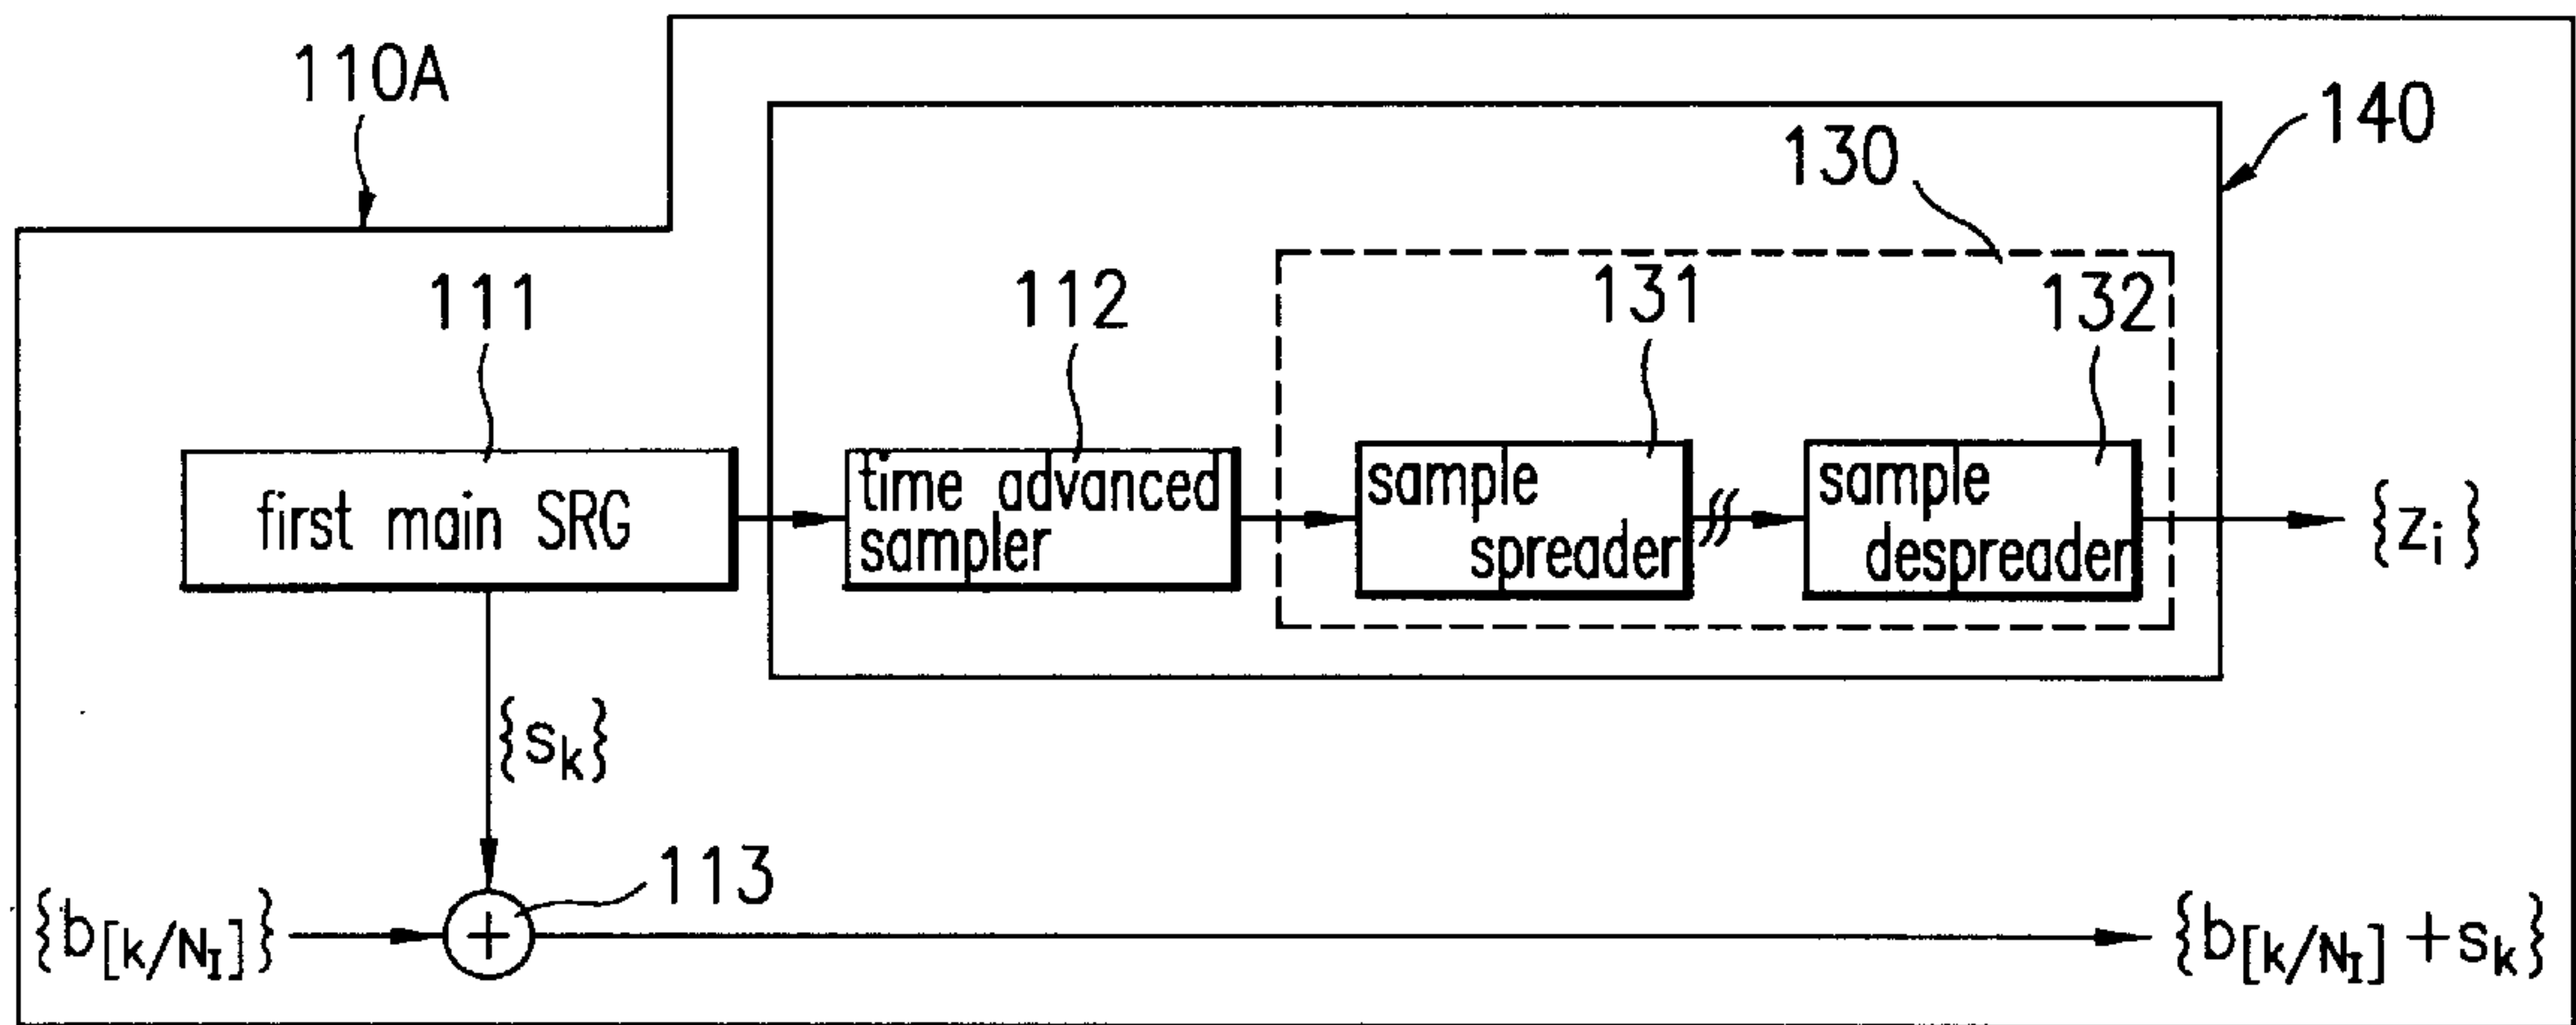 110A
140
130
111
112
131
132
first main SRG
time advanced
sampler
sample
spreader
sample
despreader
{z_i}
{s_k}
113
{b_[k/N_I]}
{b_[k/N_I]+s_k}